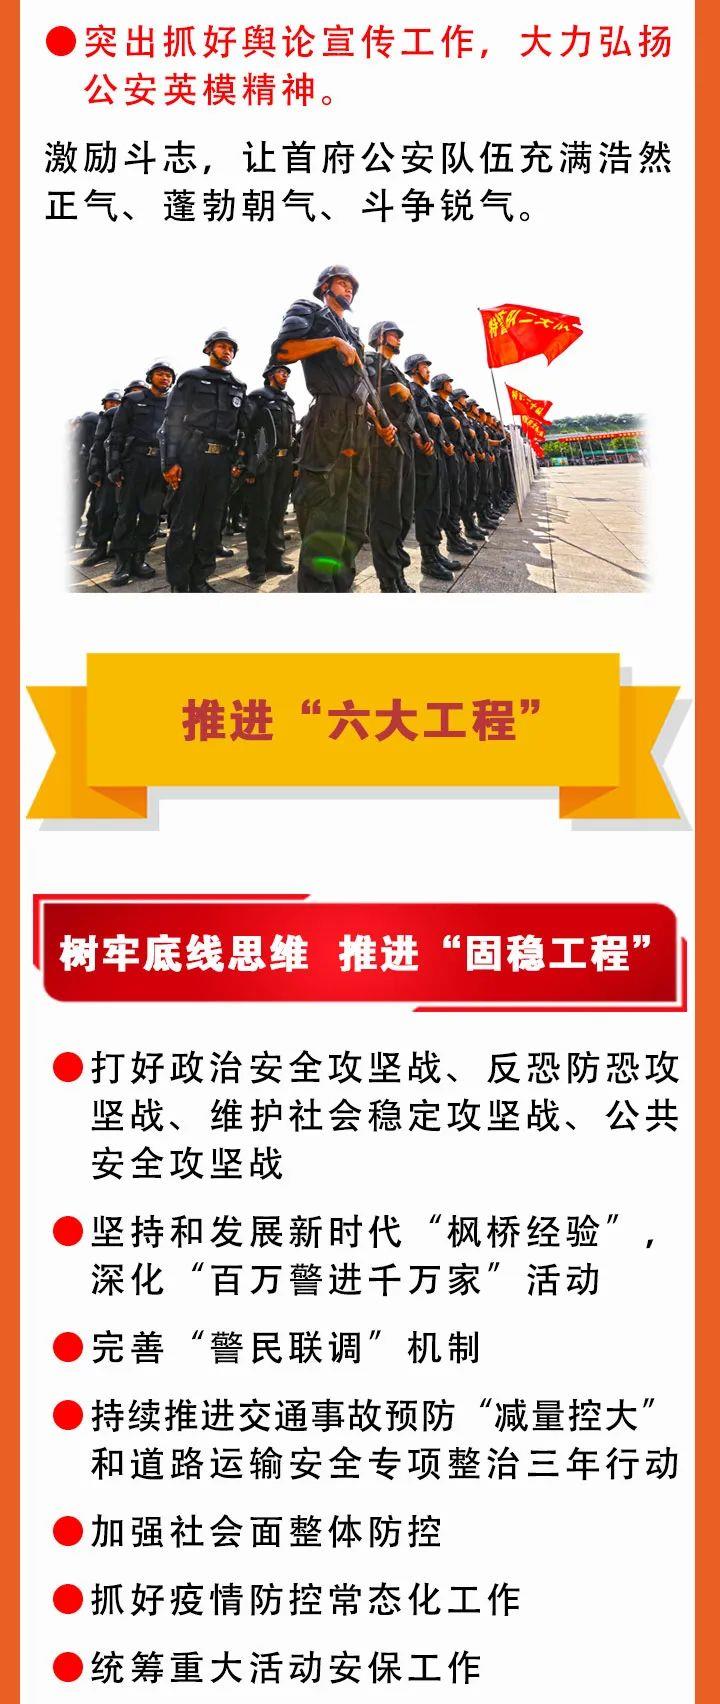 突出抓好舆论宣传工作，大力弘扬
公安英模精神。
激励斗志，让首府公安队伍充满浩然
正气、蓬勃朝气、斗争锐气。
推进“六大工程”
树牢底线思维 推进“固稳工程”
打好政治安全攻坚战、反恐防恐攻
坚战、维护社会稳定攻坚战、公共
安全攻坚战
坚持和发展新时代“枫桥经验”，
深化“百万警进千万家”活动
完善“警民联调”机制
持续推进交通事故预防“减量控大”
和道路运输安全专项整治三年行动
加强社会面整体防控
抓好疫情防控常态化工作
统筹重大活动安保工作